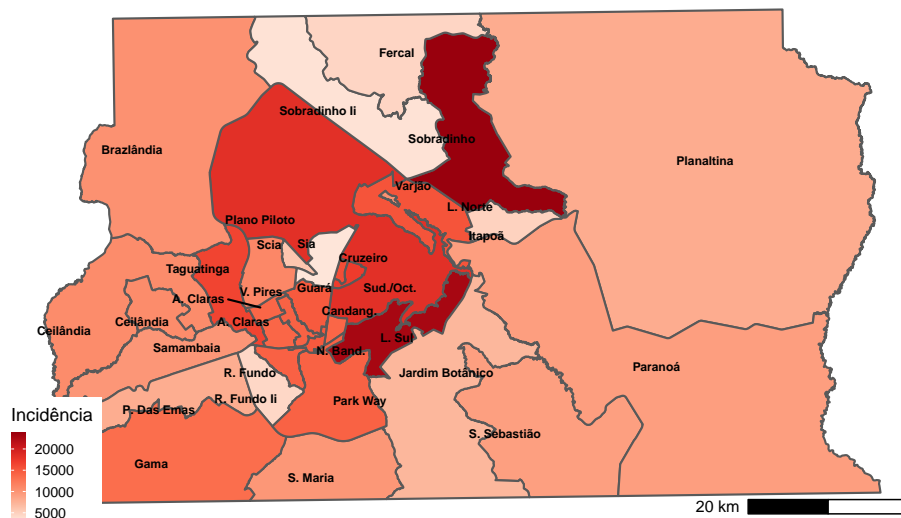 Fercal
Sobradinho Ii
Sobradinho
Brazlândia
Planaltina
Varjão
L. Norte
Plano Piloto
Itapoã
Scia
Sia
Cruzeiro
Taguatinga
V. Pires
Guará
Sud./Oct.
A. Claras
Candang.
Ceilândia
Ceilândia
A. Claras
L. Sul
Samambaia
N. Band.
R. Fundo
Jardim Botânico
Paranoá
R. Fundo Ii
Park Way
P. Das Emas
S. Sebastião
Gama
S. Maria
Incidência
20000
15000
10000
5000
20 km